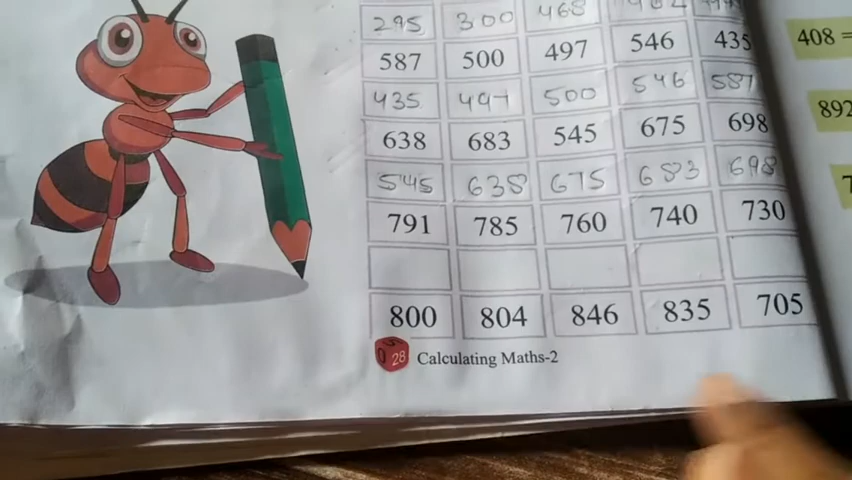 295 300 468
587 500 497 546 435 408 =
435 497 500 546 587
638 683 545 675 698 892
545 638 675 683 698
791 785 760 740 730 7
800 804 846 835 705
28 Calculating Maths-2